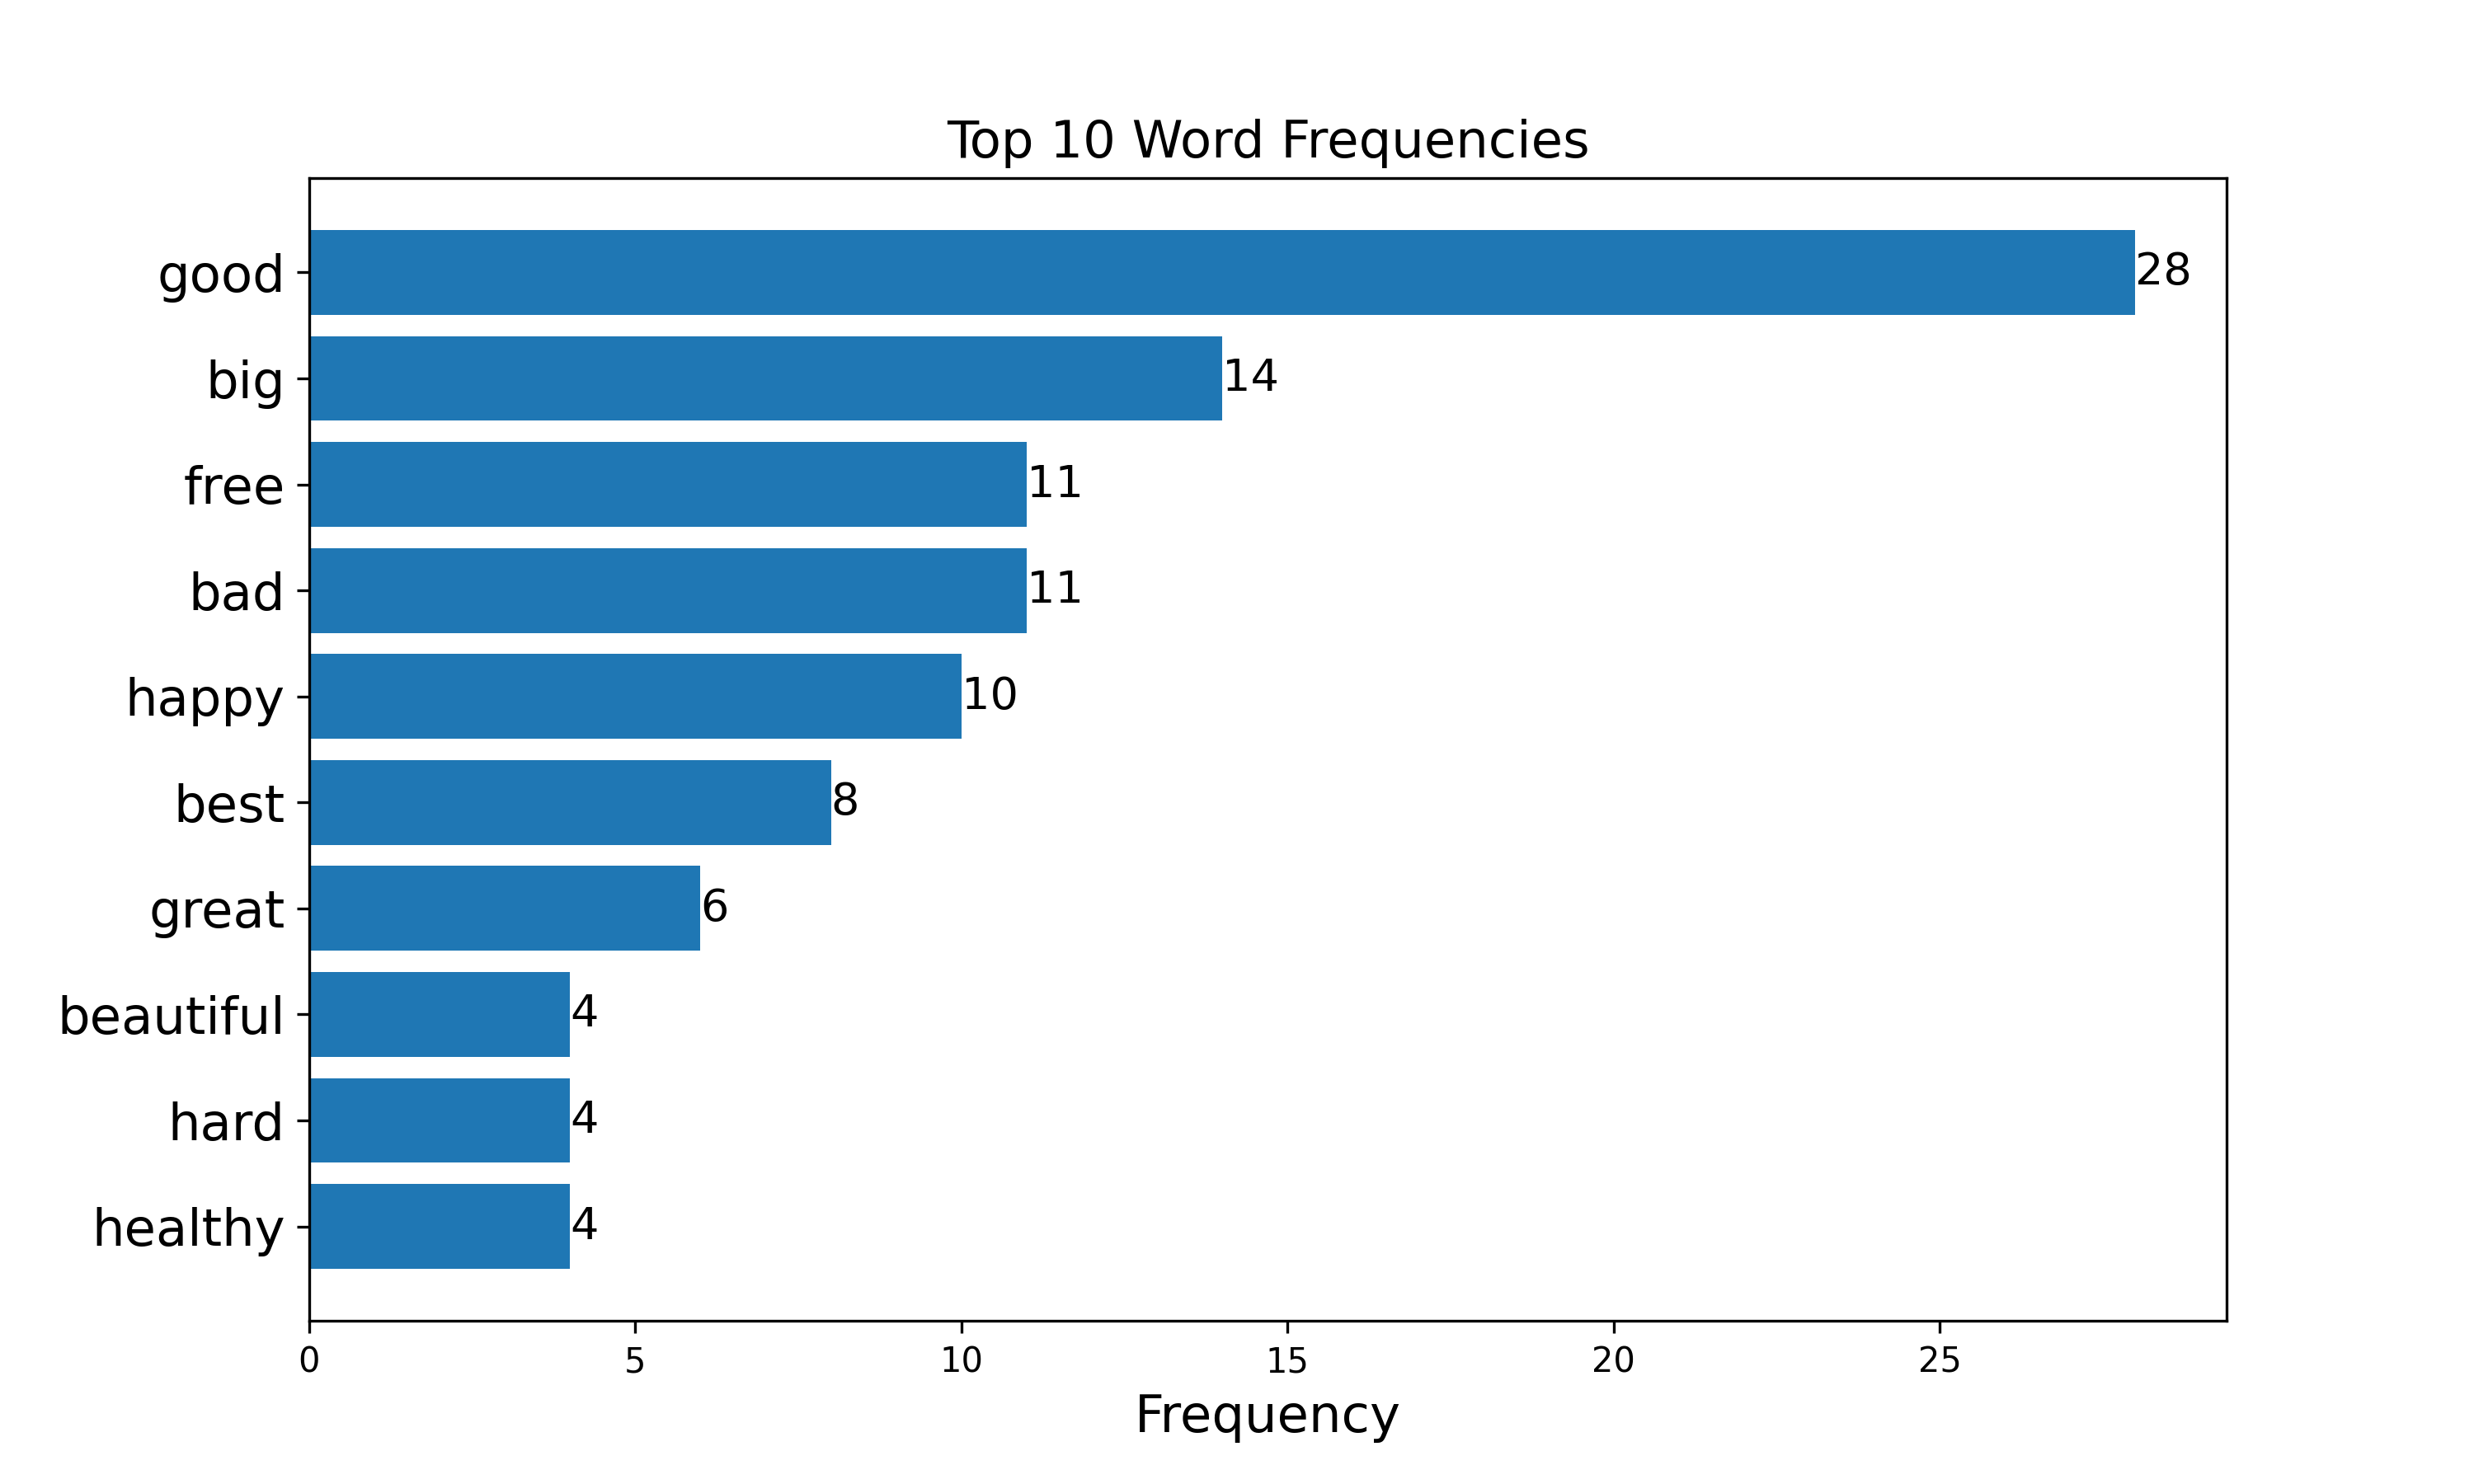 Top 10 Word Frequencies
good 28
big 14
free 11
bad 11
happy 10
best 8
great 6
beautiful 4
hard 4
healthy 4
0 5 10 15 20 25
Frequency